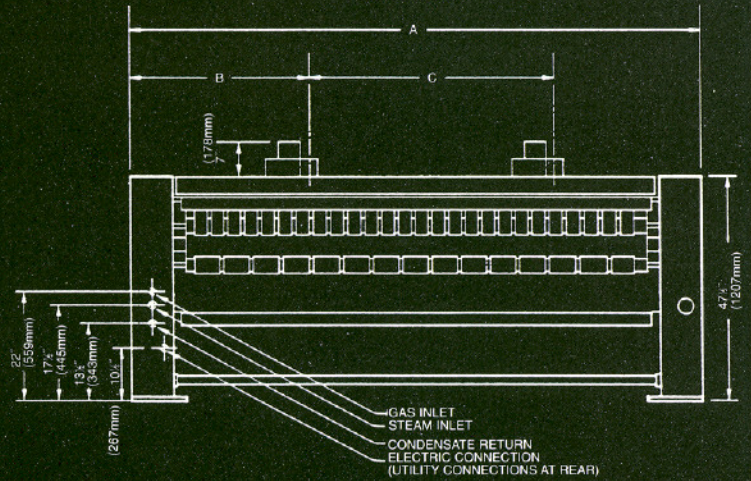 A
B
C
7"
(178mm)
22"
(559mm)
17½"
(445mm)
13½"
(343mm)
10½"
(267mm)
47½"
(1207mm)
GAS INLET
STEAM INLET
CONDENSATE RETURN
ELECTRIC CONNECTION
(UTILITY CONNECTIONS AT REAR)